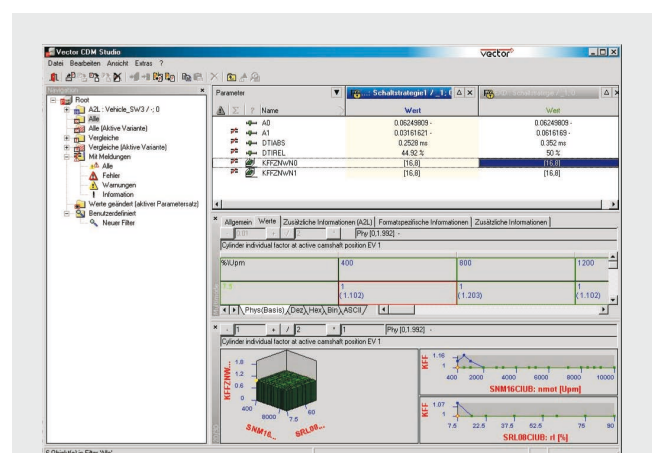 Vector CDM Studio
vector
Datei Bearbeiten Ansicht Extras ?
Navigation
Root
A2L : Vehicle_SW3 / -; 0
Alle
Alle (Aktive Variante)
Vergleiche
Vergleiche (Aktive Variante)
Mit Meldungen
Alle
Fehler
Warnungen
Information
Werte geändert (aktiver Parametersatz)
Benutzerdefiniert
Neuer Filter
Parameter
... Schaltstrategie1 / _1; (
Name Wert Wert
A0 0.06249809 - 0.06249809 -
A1 0.03161621 - 0.0616169 -
DTIABS 0.2528 ms 0.352 ms
DTIREL 44.92 % 50 %
KFFZNWN0 [16,8] [16,8]
KFFZNWN1 [16,8] [16,8]
Allgemein Werte Zusätzliche Informationen (A2L) Formatspezifische Informationen Zusätzliche Informationen
0.01 + / 2 * Phy [0,1.992] -
Cylinder individual factor at active camshaft position EV 1
%\Upm 400 800 1200
7.5 1 1 1
(1.102) (1.203) (1.102)
Phys(Basis) Dez Hex Bin ASCII
- 1 + / 2 * 1 Phy [0,1.992] -
Cylinder individual factor at active camshaft position EV 1
KFFZNW...
1.8
1.2
0.6
0
400
8000
7.5
60
SNM16...
SRL08...
KFF
1.16
1
400 2000 4000 6000 8000 10000
SNM16CIUB: nmot [Upm]
KFF
1.07
1
7.5 22.5 37.5 52.5 75 90
SRL08CIUB: rl [%]